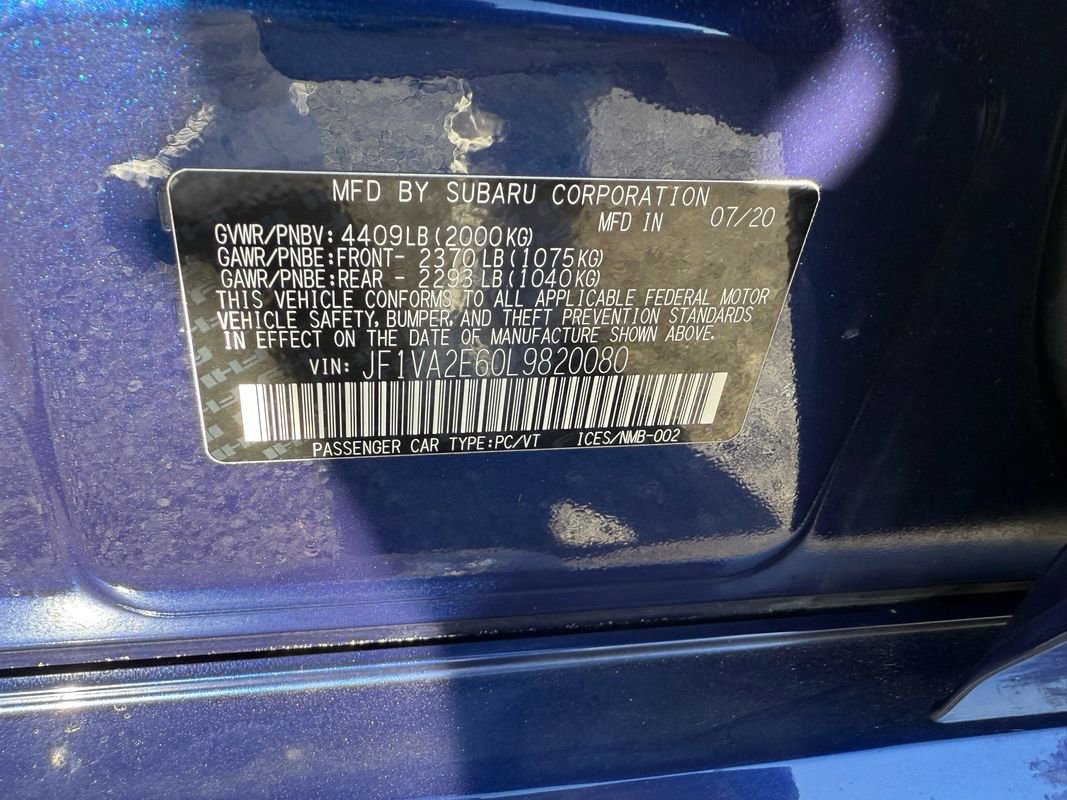 MFD BY SUBARU CORPORATION
MFD IN 07/20
GVWR/PNBV: 4409LB(2000KG)
GAWR/PNBE:FRONT- 2370LB(1075KG)
GAWR/PNBE:REAR - 2293LB(1040KG)
THIS VEHICLE CONFORMS TO ALL APPLICABLE FEDERAL MOTOR
VEHICLE SAFETY, BUMPER, AND THEFT PREVENTION STANDARDS
IN EFFECT ON THE DATE OF MANUFACTURE SHOWN ABOVE.
VIN: JF1VA2E60L9820080
PASSENGER CAR TYPE:PC/VT ICES/NMB-002